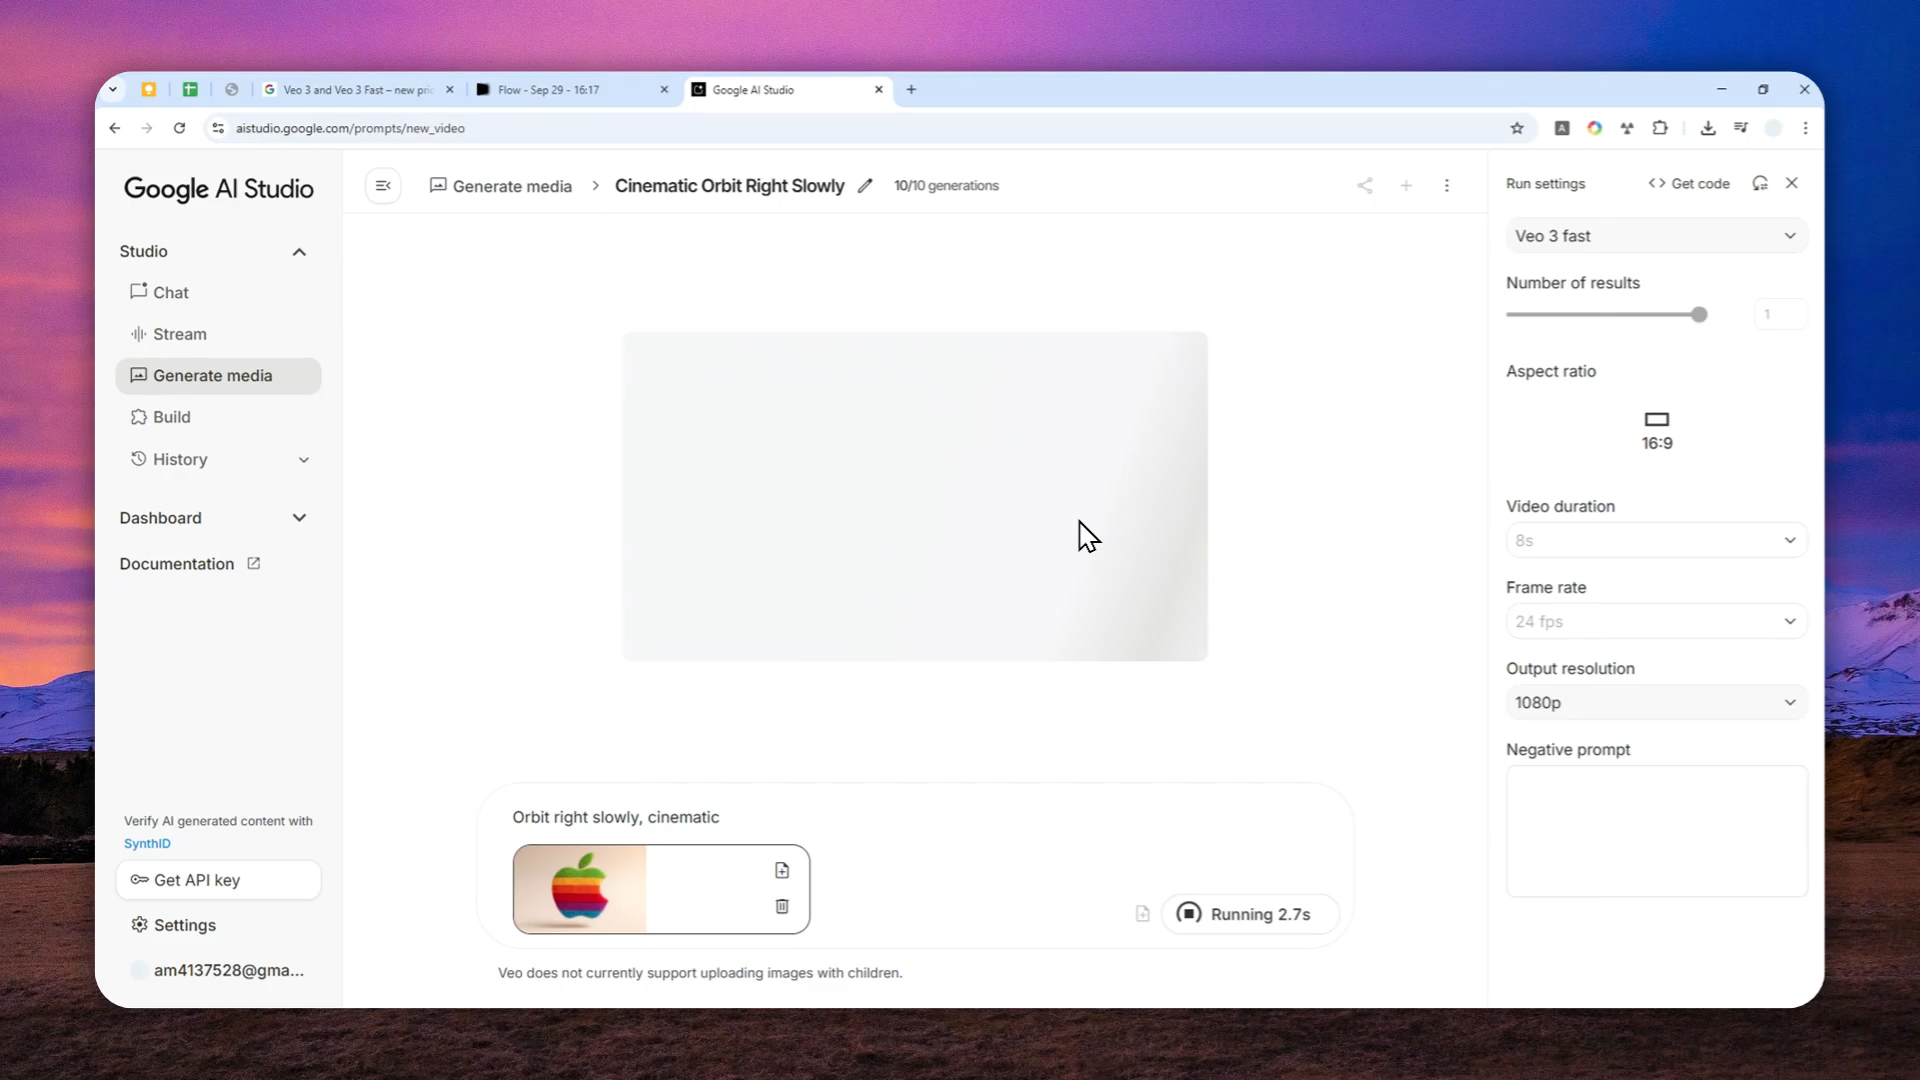 Veo 3 and Veo 3 Fast – new pric
Flow - Sep 29 - 16:17
Google AI Studio
aistudio.google.com/prompts/new_video
Google AI Studio
Generate media > Cinematic Orbit Right Slowly
10/10 generations
Run settings
<> Get code
Studio
Chat
Stream
Generate media
Build
History
Dashboard
Documentation
Veo 3 fast
Number of results
1
Aspect ratio
16:9
Video duration
8s
Frame rate
24 fps
Output resolution
1080p
Negative prompt
Orbit right slowly, cinematic
Running 2.7s
Veo does not currently support uploading images with children.
Verify AI generated content with
SynthID
Get API key
Settings
am4137528@gma...